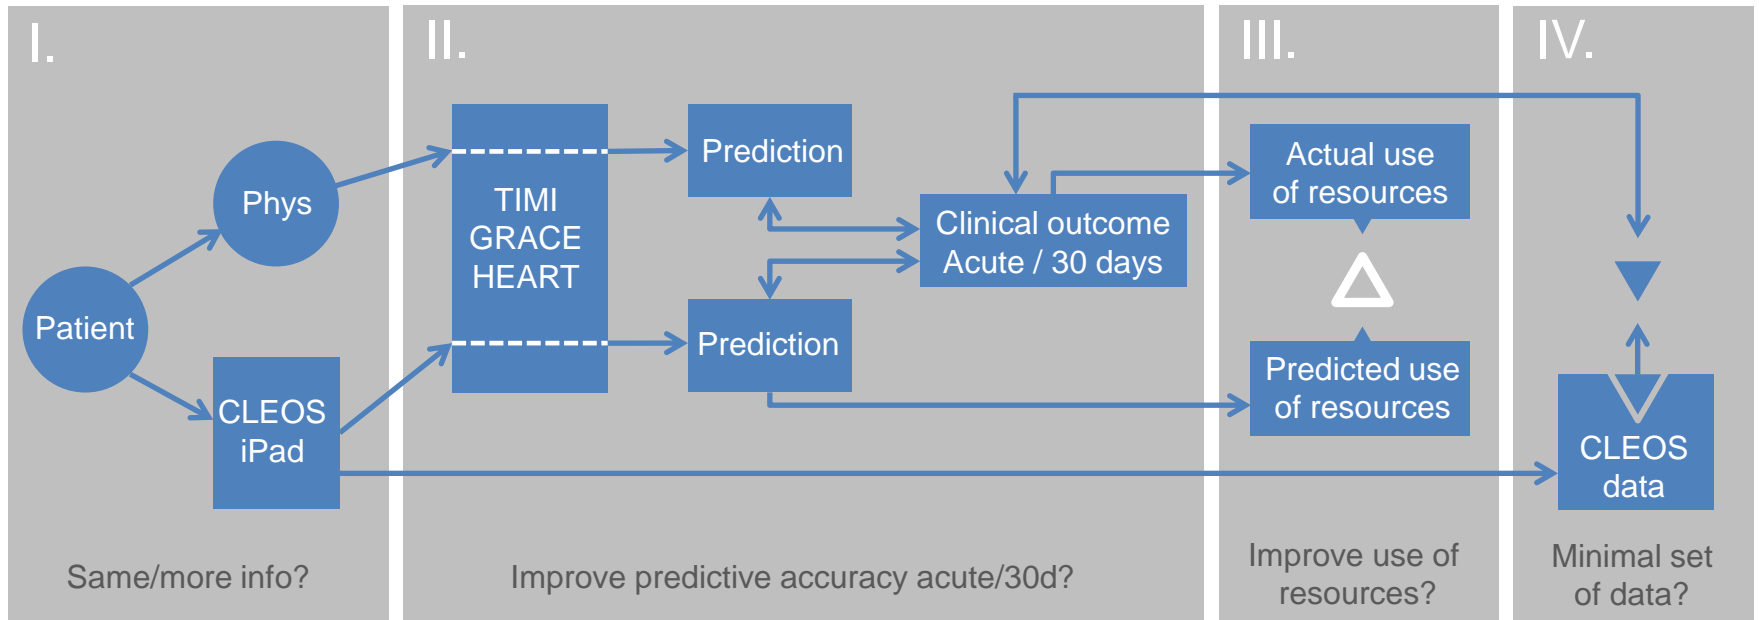 I.
Phys
Patient
CLEOS
iPad
Same/more info?
II.
TIMI
GRACE
HEART
Prediction
Prediction
Clinical outcome
Acute / 30 days
Improve predictive accuracy acute/30d?
III.
Actual use
of resources
Predicted use
of resources
Improve use of
resources?
IV.
CLEOS
data
Minimal set
of data?